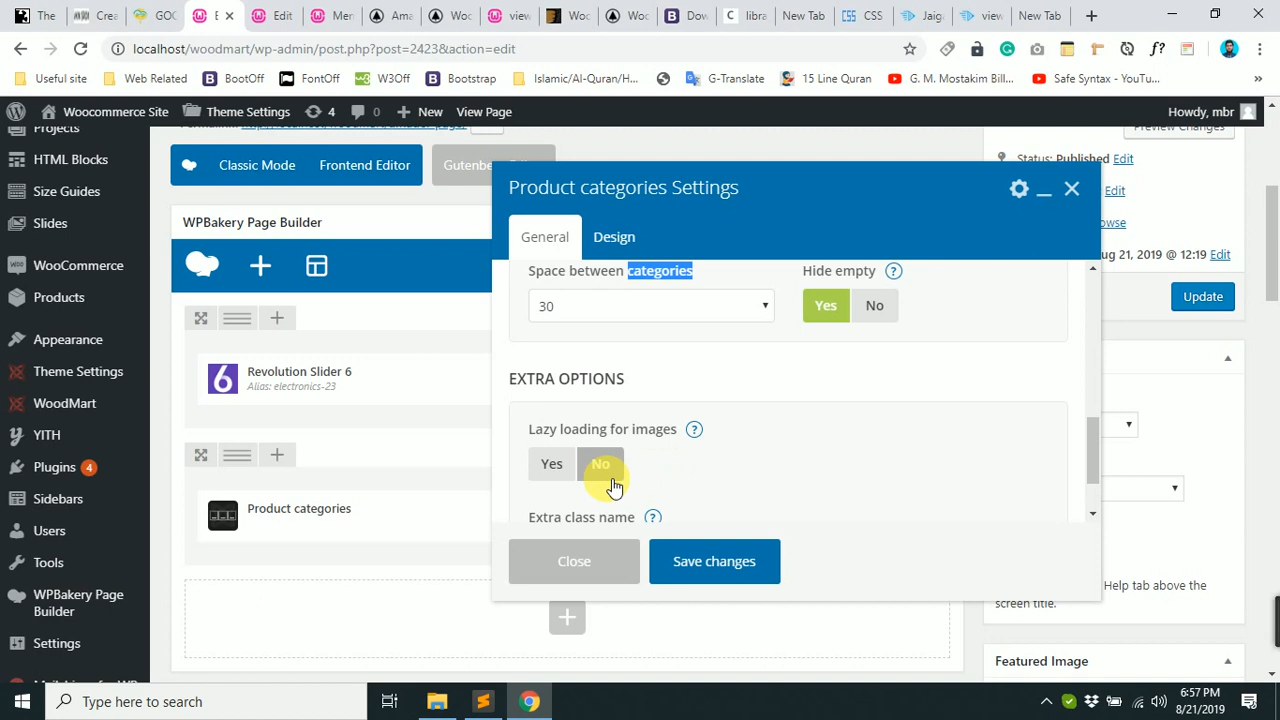 The
Crea
GOC
E
Edit
Mer
Ama
Woc
view
Woc
Woc
Dow
libra
New Tab
CSS
Jaig
view
New Tab
localhost/woodmart/wp-admin/post.php?post=2423&action=edit
Useful site
Web Related
BootOff
FontOff
W3Off
Bootstrap
Islamic/Al-Quran/H...
G-Translate
15 Line Quran
G. M. Mostakim Bill...
Safe Syntax - YouTu...
Woocommerce Site
Theme Settings
4
0
New
View Page
Howdy, mbr
Projects
HTML Blocks
Size Guides
Slides
WooCommerce
Products
Appearance
Theme Settings
WoodMart
YITH
Plugins 4
Sidebars
Users
Tools
WPBakery Page
Builder
Settings
Classic Mode
Frontend Editor
Gutenbe
WPBakery Page Builder
Revolution Slider 6
Alias: electronics-23
Product categories
Product categories Settings
General
Design
Space between categories
30
Hide empty ?
Yes
No
EXTRA OPTIONS
Lazy loading for images ?
Yes
No
Extra class name ?
Close
Save changes
Preview Changes
Status: Published Edit
Edit
owse
ug 21, 2019 @ 12:19 Edit
Update
Help tab above the
screen title.
Featured Image
Type here to search
6:57 PM
8/21/2019